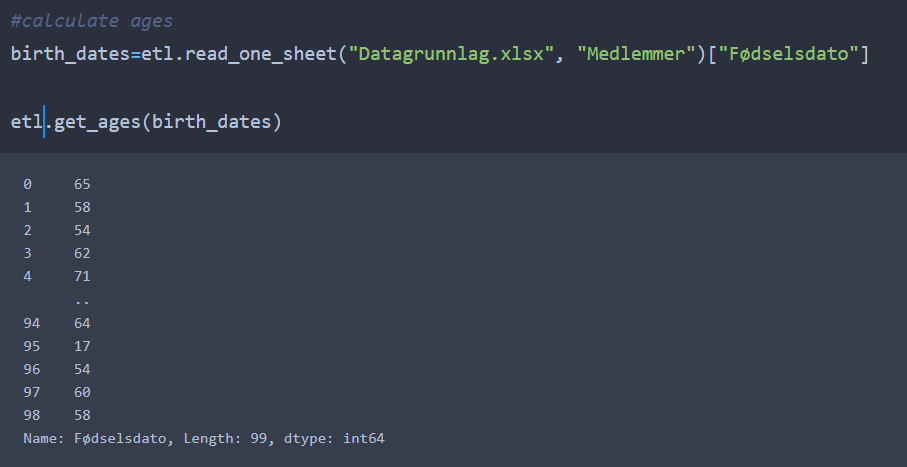 #calculate ages
birth_dates=etl.read_one_sheet("Datagrunnlag.xlsx", "Medlemmer")["Fødselsdato"]
etl.get_ages(birth_dates)
0 65
1 58
2 54
3 62
4 71
..
94 64
95 17
96 54
97 60
98 58
Name: Fødselsdato, Length: 99, dtype: int64